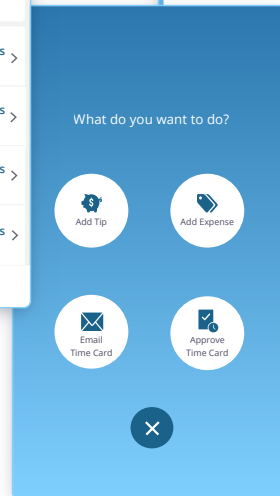 What do you want to do?
Add Tip
Add Expense
Email
Time Card
Approve
Time Card